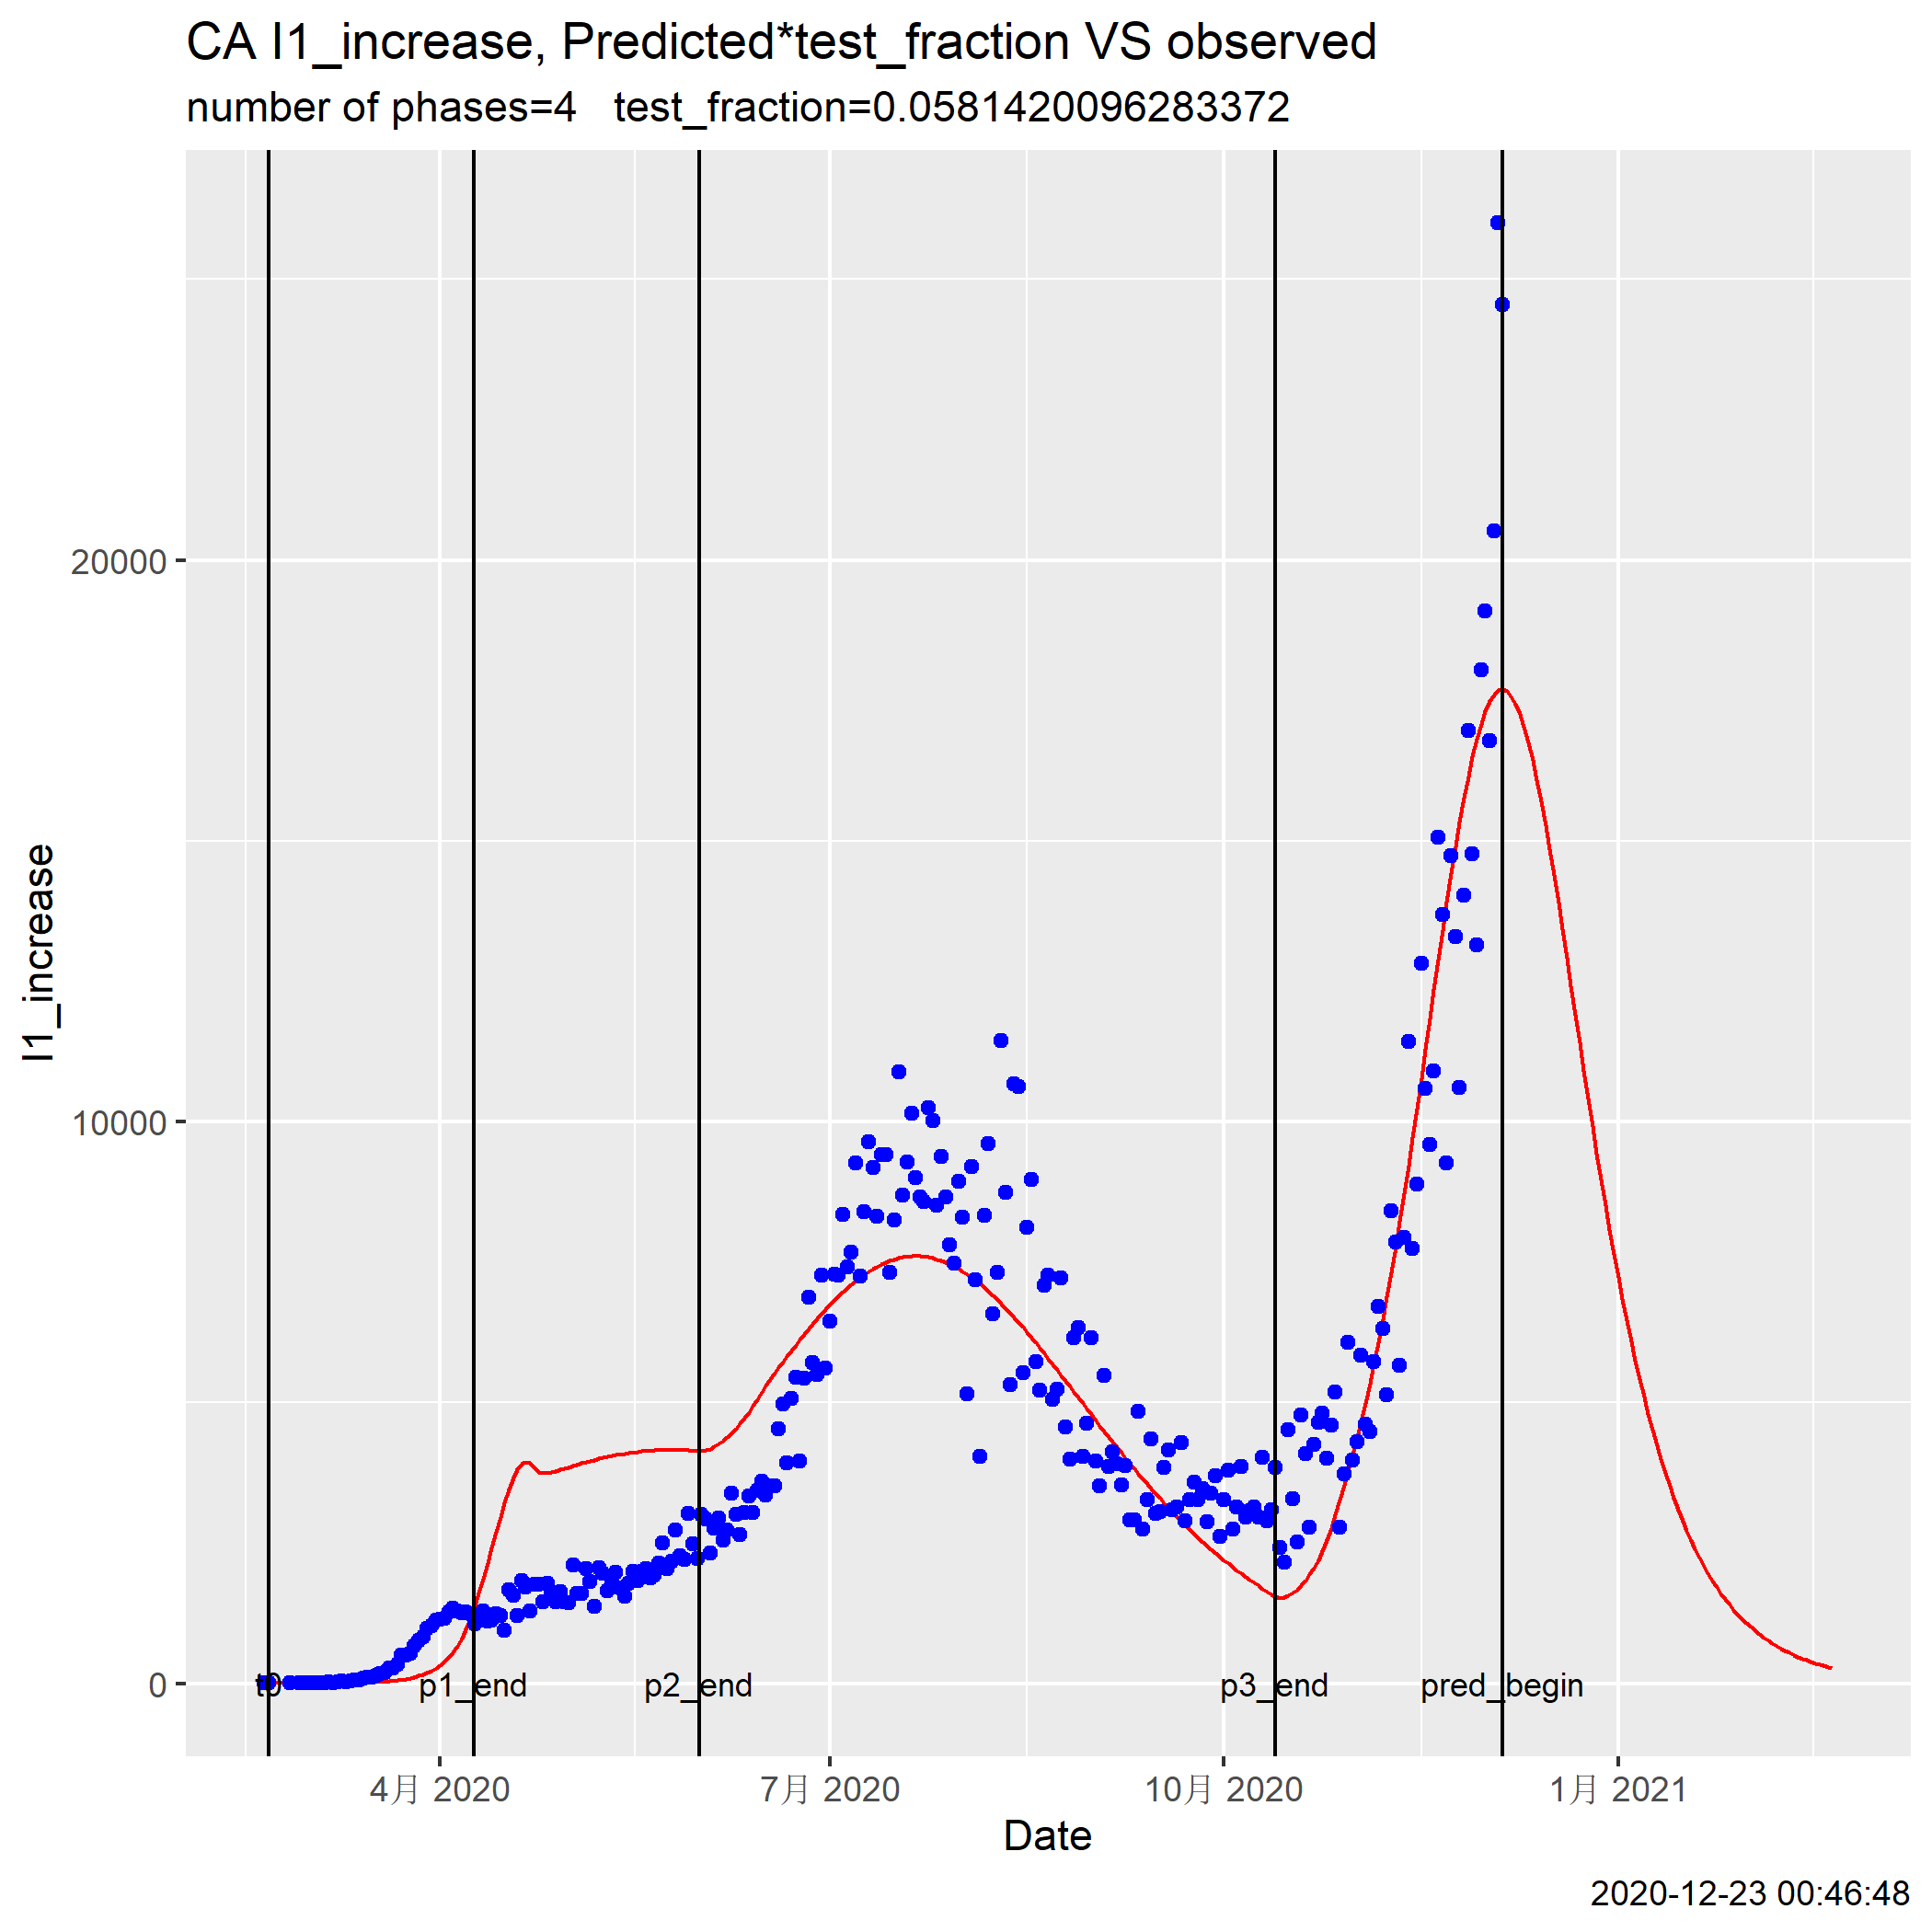 CA I1_increase, Predicted*test_fraction VS observed
number of phases=4   test_fraction=0.0581420096283372
I1_increase
20000
10000
0
t0
p1_end
p2_end
p3_end
pred_begin
4月 2020
7月 2020
10月 2020
1月 2021
Date
2020-12-23 00:46:48